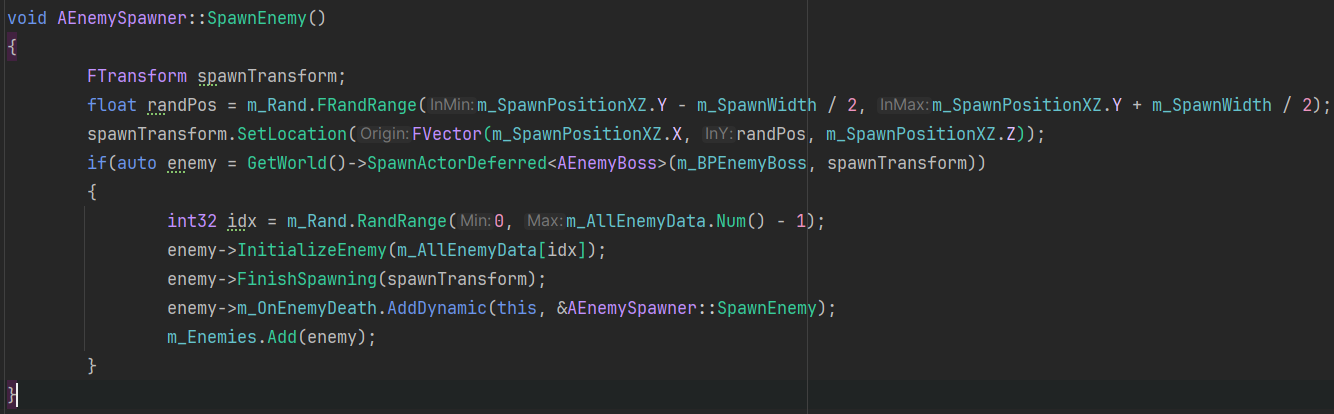 void AEnemySpawner::SpawnEnemy()
{
FTransform spawnTransform;
float randPos = m_Rand.FRandRange(InMin:m_SpawnPositionXZ.Y - m_SpawnWidth / 2, InMax:m_SpawnPositionXZ.Y + m_SpawnWidth / 2);
spawnTransform.SetLocation(Origin:FVector(m_SpawnPositionXZ.X, InY:randPos, m_SpawnPositionXZ.Z));
if(auto enemy = GetWorld()->SpawnActorDeferred<AEnemyBoss>(m_BPEnemyBoss, spawnTransform))
{
int32 idx = m_Rand.RandRange(Min:0, Max:m_AllEnemyData.Num() - 1);
enemy->InitializeEnemy(m_AllEnemyData[idx]);
enemy->FinishSpawning(spawnTransform);
enemy->m_OnEnemyDeath.AddDynamic(this, &AEnemySpawner::SpawnEnemy);
m_Enemies.Add(enemy);
}
}